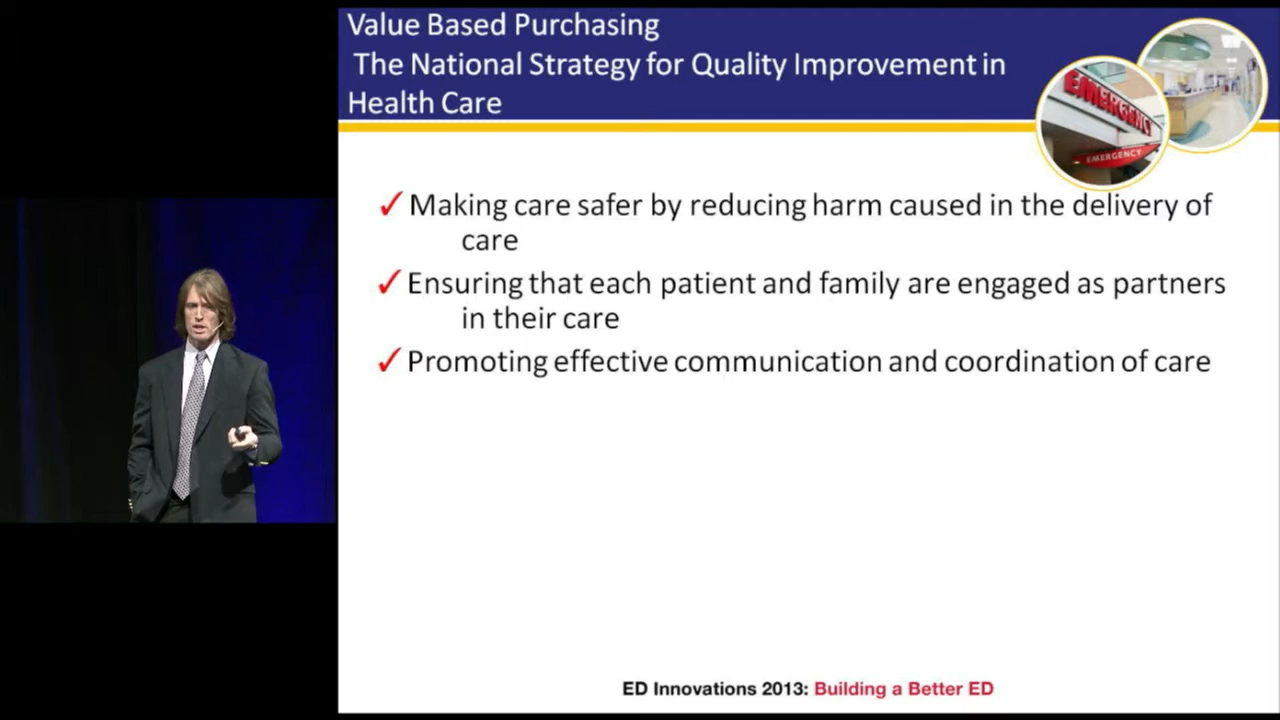 Value Based Purchasing
The National Strategy for Quality Improvement in
Health Care
EMERGENCY
EMERGENCY
✓ Making care safer by reducing harm caused in the delivery of
care
✓ Ensuring that each patient and family are engaged as partners
in their care
✓ Promoting effective communication and coordination of care
ED Innovations 2013: Building a Better ED